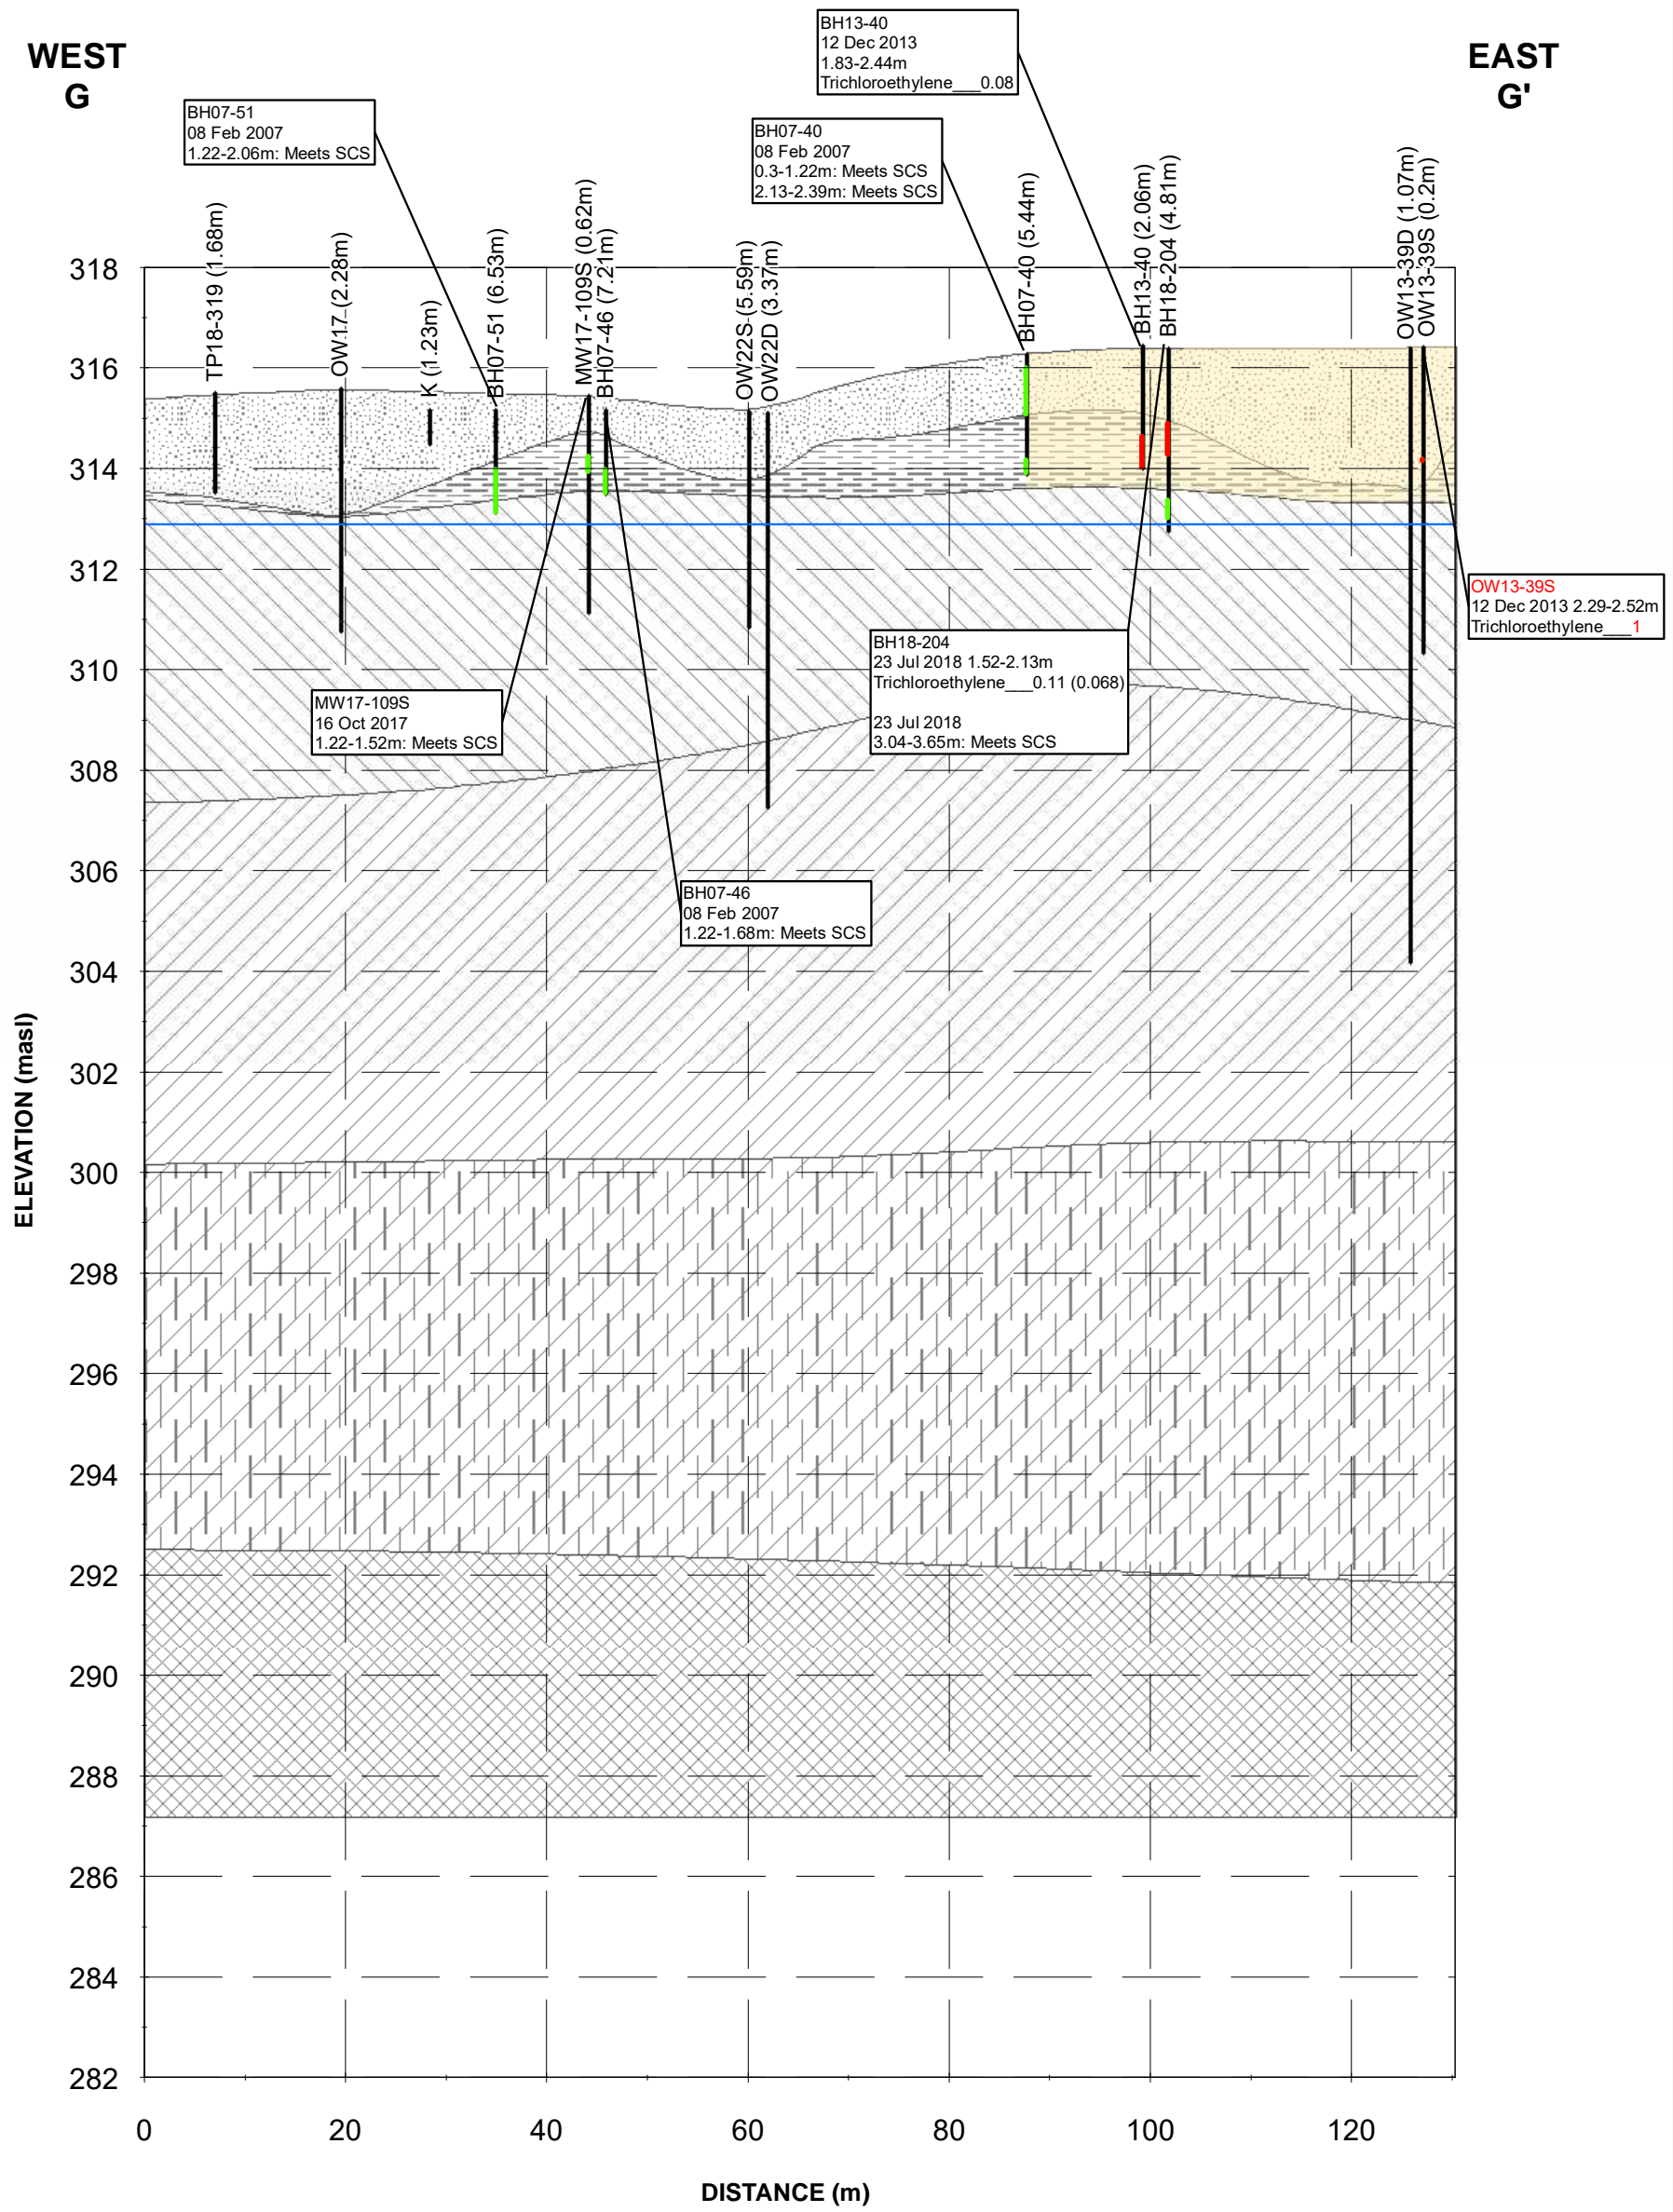 WEST
G
EAST
G'
BH13-40
12 Dec 2013
1.83-2.44m
Trichloroethylene___0.08
BH07-51
08 Feb 2007
1.22-2.06m: Meets SCS
BH07-40
08 Feb 2007
0.3-1.22m: Meets SCS
2.13-2.39m: Meets SCS
TP18-319 (1.68m)
OW17 (2.28m)
K (1.23m)
BH07-51 (6.53m)
MW17-109S (0.62m)
BH07-46 (7.21m)
OW22S (5.59m)
OW22D (3.37m)
BH07-40 (5.44m)
BH13-40 (2.06m)
BH18-204 (4.81m)
OW13-39D (1.07m)
OW13-39S (0.2m)
OW13-39S
12 Dec 2013 2.29-2.52m
Trichloroethylene___1
BH18-204
23 Jul 2018 1.52-2.13m
Trichloroethylene___0.11 (0.068)
23 Jul 2018
3.04-3.65m: Meets SCS
MW17-109S
16 Oct 2017
1.22-1.52m: Meets SCS
BH07-46
08 Feb 2007
1.22-1.68m: Meets SCS
ELEVATION (masl)
318
316
314
312
310
308
306
304
302
300
298
296
294
292
290
288
286
284
282
0
20
40
60
80
100
120
DISTANCE (m)